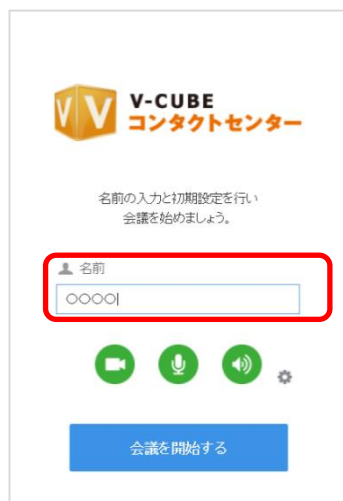 V-CUBE
コンタクトセンター
名前の入力と初期設定を行い
会議を始めましょう。
名前
○○○○
会議を開始する